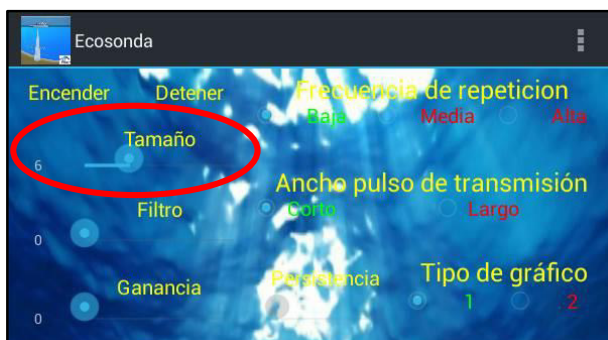 Ecosonda
Encender Detener
Frecuencia de repeticion
Baja Media Alta
Tamaño
6
Ancho pulso de transmisión
Filtro
Corto Largo
0
Ganancia Persistencia
Tipo de gráfico
1 2
0